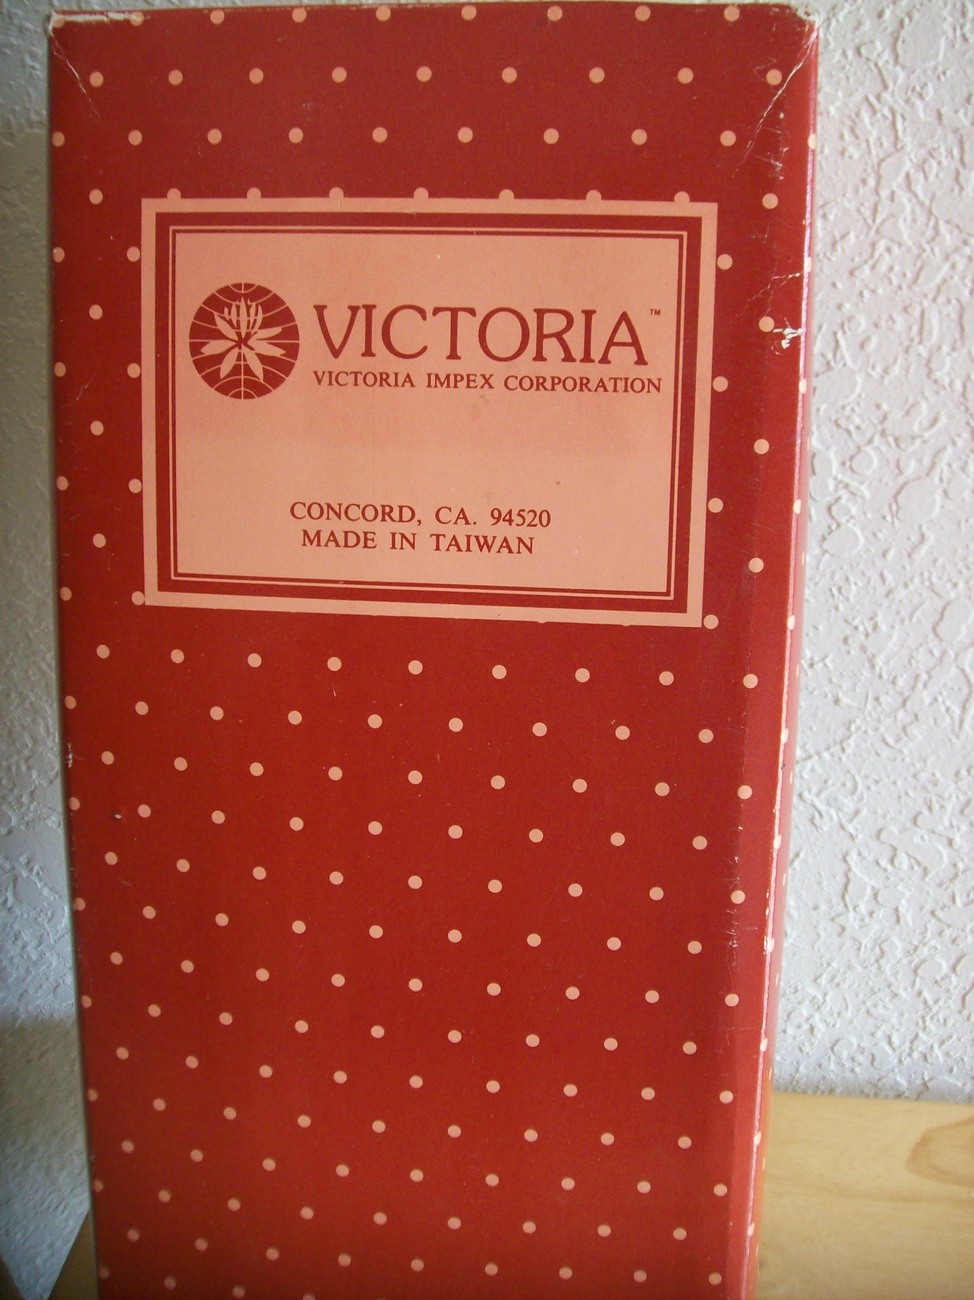 VICTORIA™
VICTORIA IMPEX CORPORATION
CONCORD, CA. 94520
MADE IN TAIWAN